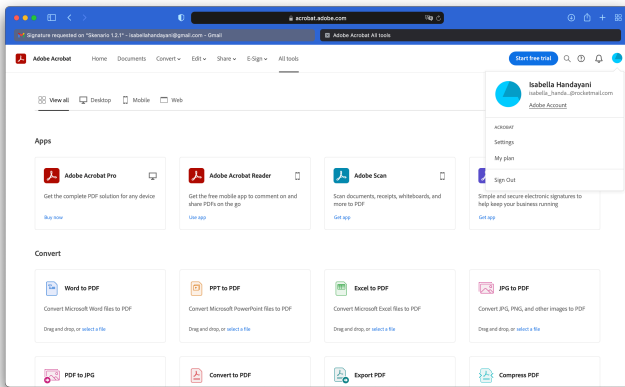 acrobat.adobe.com
Signature requested on "Skenario 1.2.1" - isabellahandayani@gmail.com - Gmail
Adobe Acrobat All tools
Adobe Acrobat Home Documents Convert Edit Share E-Sign All tools
Start free trial
Isabella Handayani
isabella_handa...@rocketmail.com
Adobe Account
ACROBAT
Settings
My plan
Sign Out
View all Desktop Mobile Web
Apps
Adobe Acrobat Pro
Get the complete PDF solution for any device
Buy now
Adobe Acrobat Reader
Get the free mobile app to comment on and
share PDFs on the go
Use app
Adobe Scan
Scan documents, receipts, whiteboards, and
more to PDF
Get app
Simple and secure electronic signatures to
help keep your business running
Get app
Convert
Word to PDF
Convert Microsoft Word files to PDF
Drag and drop, or select a file
PPT to PDF
Convert Microsoft PowerPoint files to PDF
Drag and drop, or select a file
Excel to PDF
Convert Microsoft Excel files to PDF
Drag and drop, or select a file
JPG to PDF
Convert JPG, PNG, and other images to PDF
Drag and drop, or select a file
PDF to JPG
Convert to PDF
Export PDF
Compress PDF